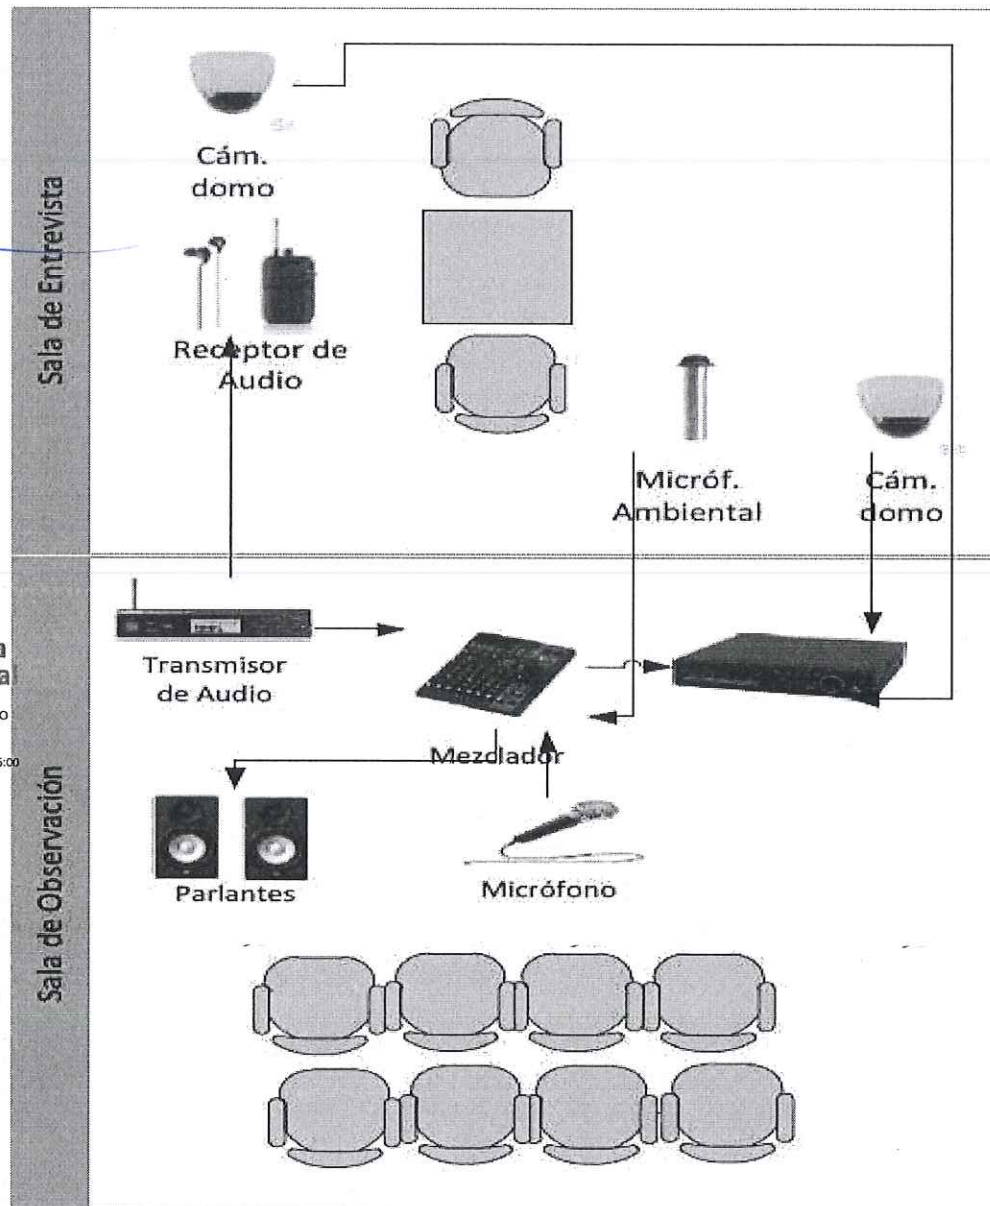 Sala de Entrevista
Cám.
domo
Receptor de
Audio
Micróf.
Ambiental
Cám.
domo
Sala de Observación
Transmisor
de Audio
Mezclador
Parlantes
Micrófono